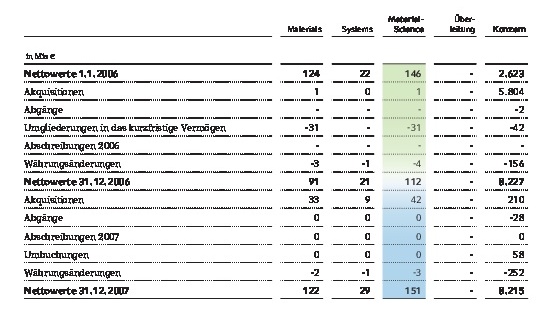 Materials Systems Material-Science Über-leitung Konzern
in Mio €
Nettowerte 1.1.2006 124 22 146 - 2.623
Akquisitionen 1 0 1 - 5.804
Abgänge - - - - -2
Umgliederungen in das kurzfristige Vermögen -31 - -31 - -42
Abschreibungen 2006 - - - - -
Währungsänderungen -3 -1 -4 - -156
Nettowerte 31.12.2006 91 21 112 - 8.227
Akquisitionen 33 9 42 - 210
Abgänge 0 0 0 - -28
Abschreibungen 2007 0 0 0 - 0
Umbuchungen 0 0 0 - 58
Währungsänderungen -2 -1 -3 - -252
Nettowerte 31.12.2007 122 29 151 - 8.215